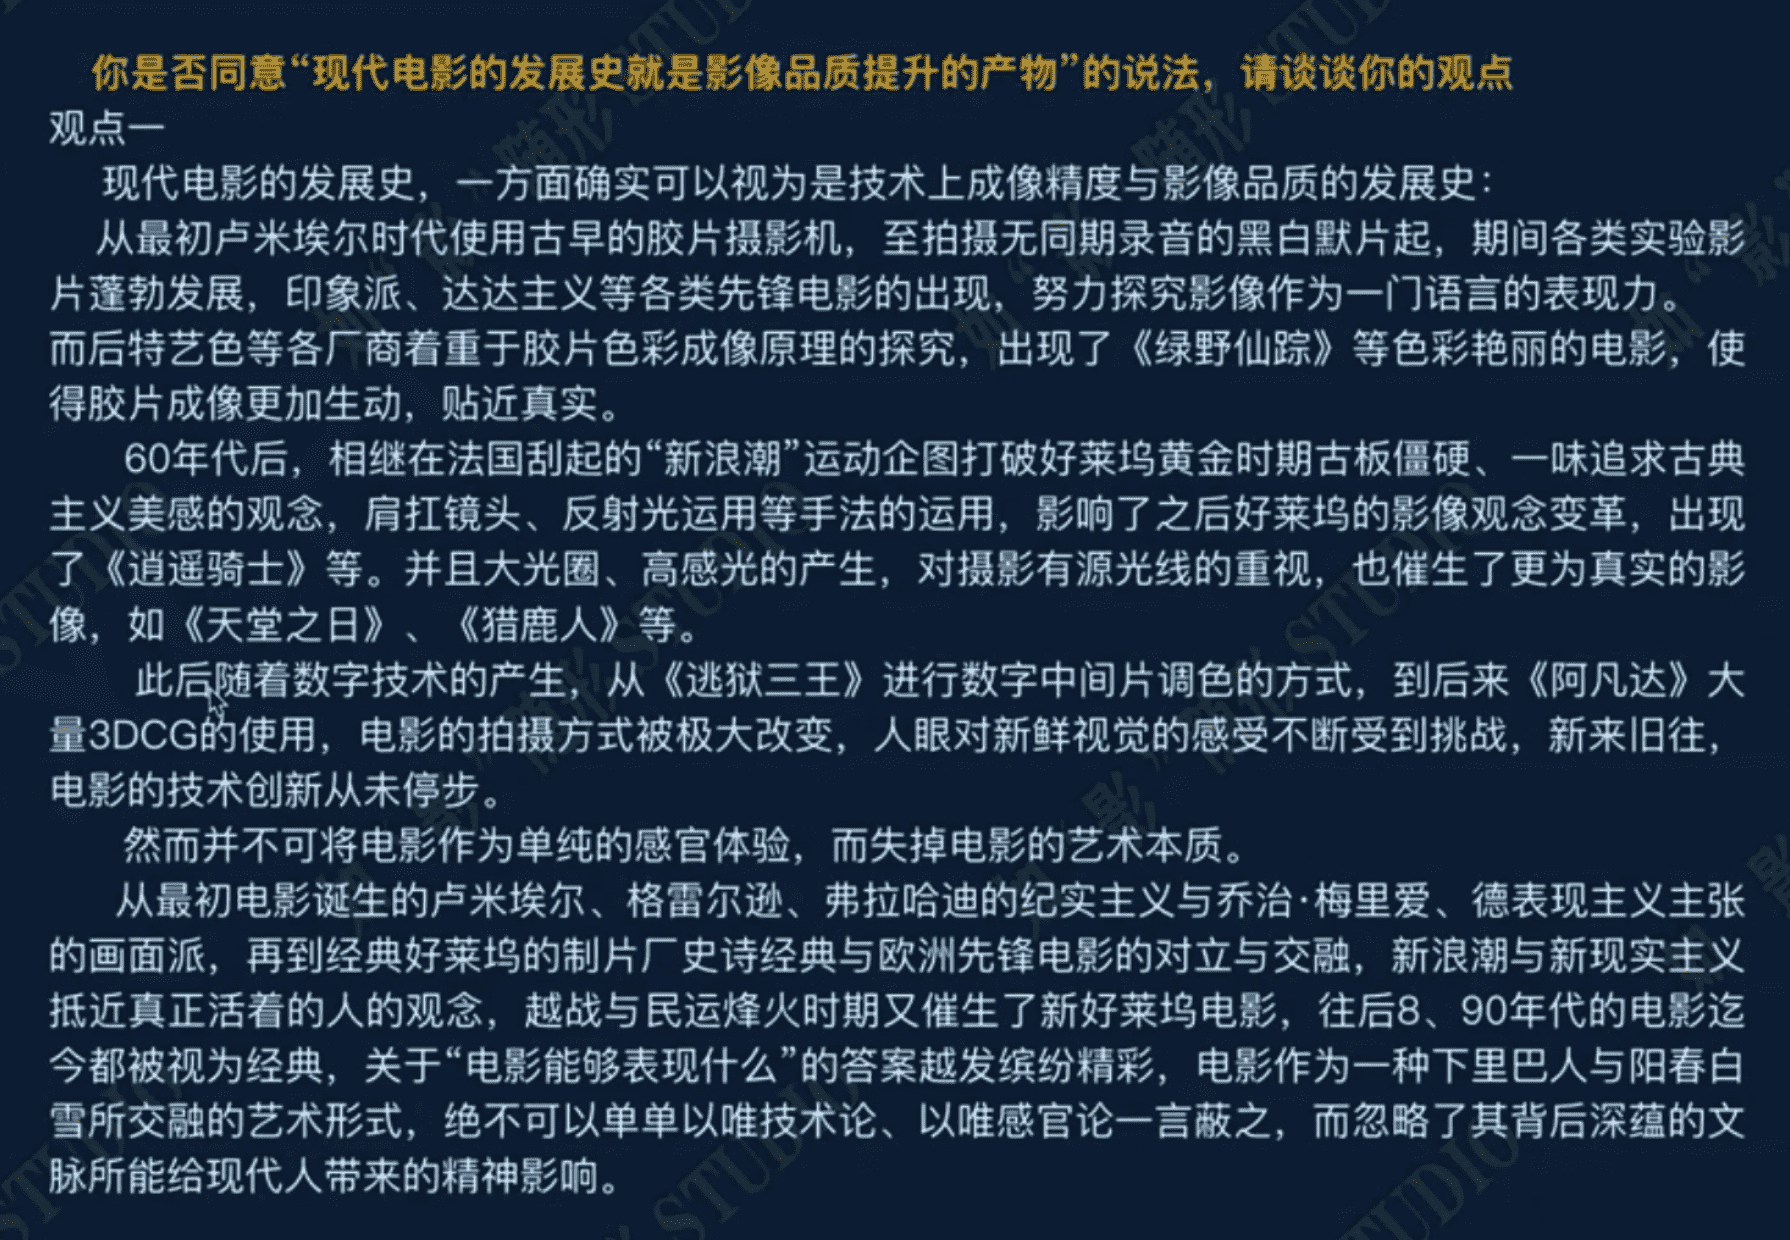 你是否同意“现代电影的发展史就是影像品质提升的产物”的说法，请谈谈你的观点
观点一
现代电影的发展史，一方面确实可以视为是技术上成像精度与影像品质的发展史：
从最初卢米埃尔时代使用古早的胶片摄影机，至拍摄无同期录音的黑白默片起，期间各类实验影
片蓬勃发展，印象派、达达主义等各类先锋电影的出现，努力探究影像作为一门语言的表现力。
而后特艺色等各厂商着重于胶片色彩成像原理的探究，出现了《绿野仙踪》等色彩艳丽的电影，使
得胶片成像更加生动，贴近真实。
60年代后，相继在法国刮起的“新浪潮”运动企图打破好莱坞黄金时期古板僵硬、一味追求古典
主义美感的观念，肩扛镜头、反射光运用等手法的运用，影响了之后好莱坞的影像观念变革，出现
了《逍遥骑士》等。并且大光圈、高感光的产生，对摄影有源光线的重视，也催生了更为真实的影
像，如《天堂之日》、《猎鹿人》等。
此后随着数字技术的产生，从《逃狱三王》进行数字中间片调色的方式，到后来《阿凡达》大
量3DCG的使用，电影的拍摄方式被极大改变，人眼对新鲜视觉的感受不断受到挑战，新来旧往，
电影的技术创新从未停步。
然而并不可将电影作为单纯的感官体验，而失掉电影的艺术本质。
从最初电影诞生的卢米埃尔、格雷尔逊、弗拉哈迪的纪实主义与乔治·梅里爱、德表现主义主张
的画面派，再到经典好莱坞的制片厂史诗经典与欧洲先锋电影的对立与交融，新浪潮与新现实主义
抵近真正活着的人的观念，越战与民运烽火时期又催生了新好莱坞电影，往后8、90年代的电影迄
今都被视为经典，关于“电影能够表现什么”的答案越发缤纷精彩，电影作为一种下里巴人与阳春白
雪所交融的艺术形式，绝不可以单单以唯技术论、以唯感官论一言蔽之，而忽略了其背后深蕴的文
脉所能给现代人带来的精神影响。
如“影”随形 STUDIO